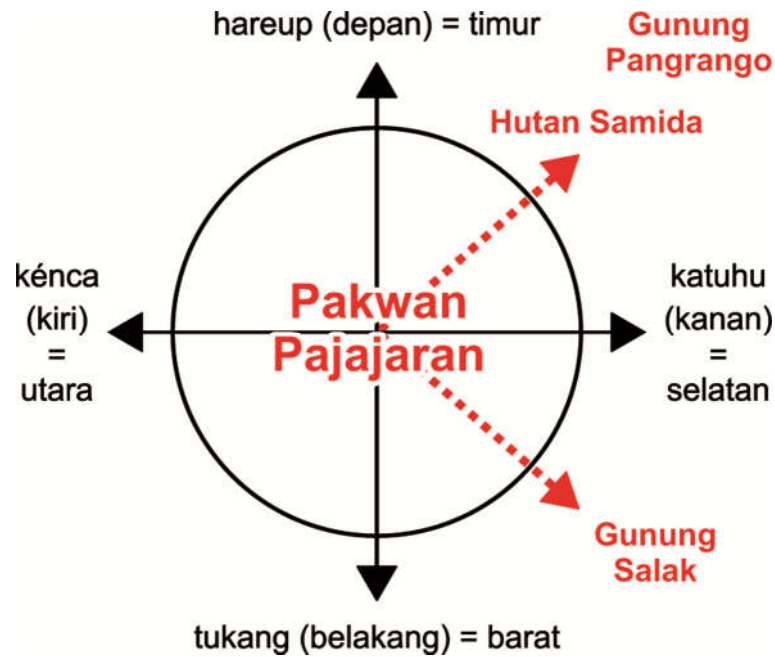 hareup (depan) = timur
Gunung
Pangrango
Hutan Samida
kénca
(kiri)
=
utara
Pakwan
Pajajaran
katuhu
(kanan)
=
selatan
Gunung
Salak
tukang (belakang) = barat